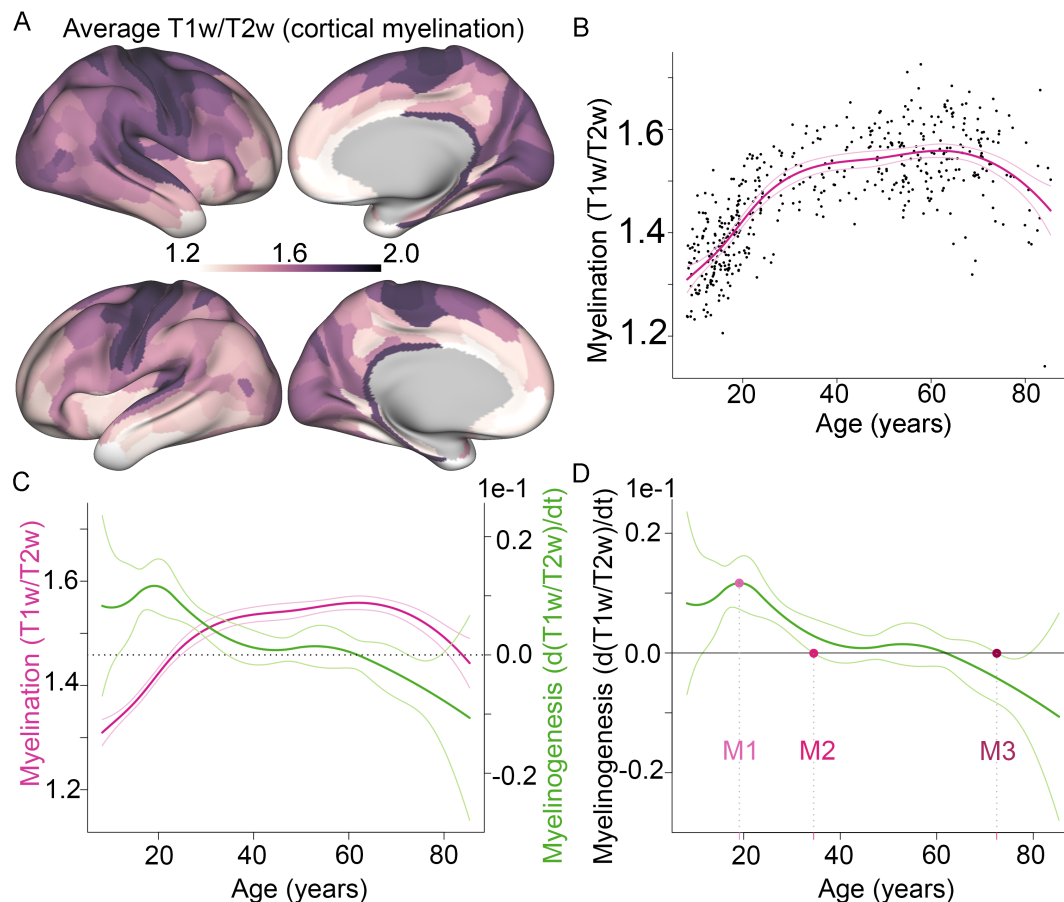 A
Average T1w/T2w (cortical myelination)
1.2 1.6 2.0
B
Myelination (T1w/T2w)
1.6
1.4
1.2
20 40 60 80
Age (years)
C
Myelination (T1w/T2w)
1.6
1.4
1.2
20 40 60 80
Age (years)
1e-1
0.2
0.0
-0.2
Myelinogenesis (d(T1w/T2w)/dt)
D
1e-1
Myelinogenesis (d(T1w/T2w)/dt)
0.2
0.0
-0.2
M1 M2 M3
20 40 60 80
Age (years)